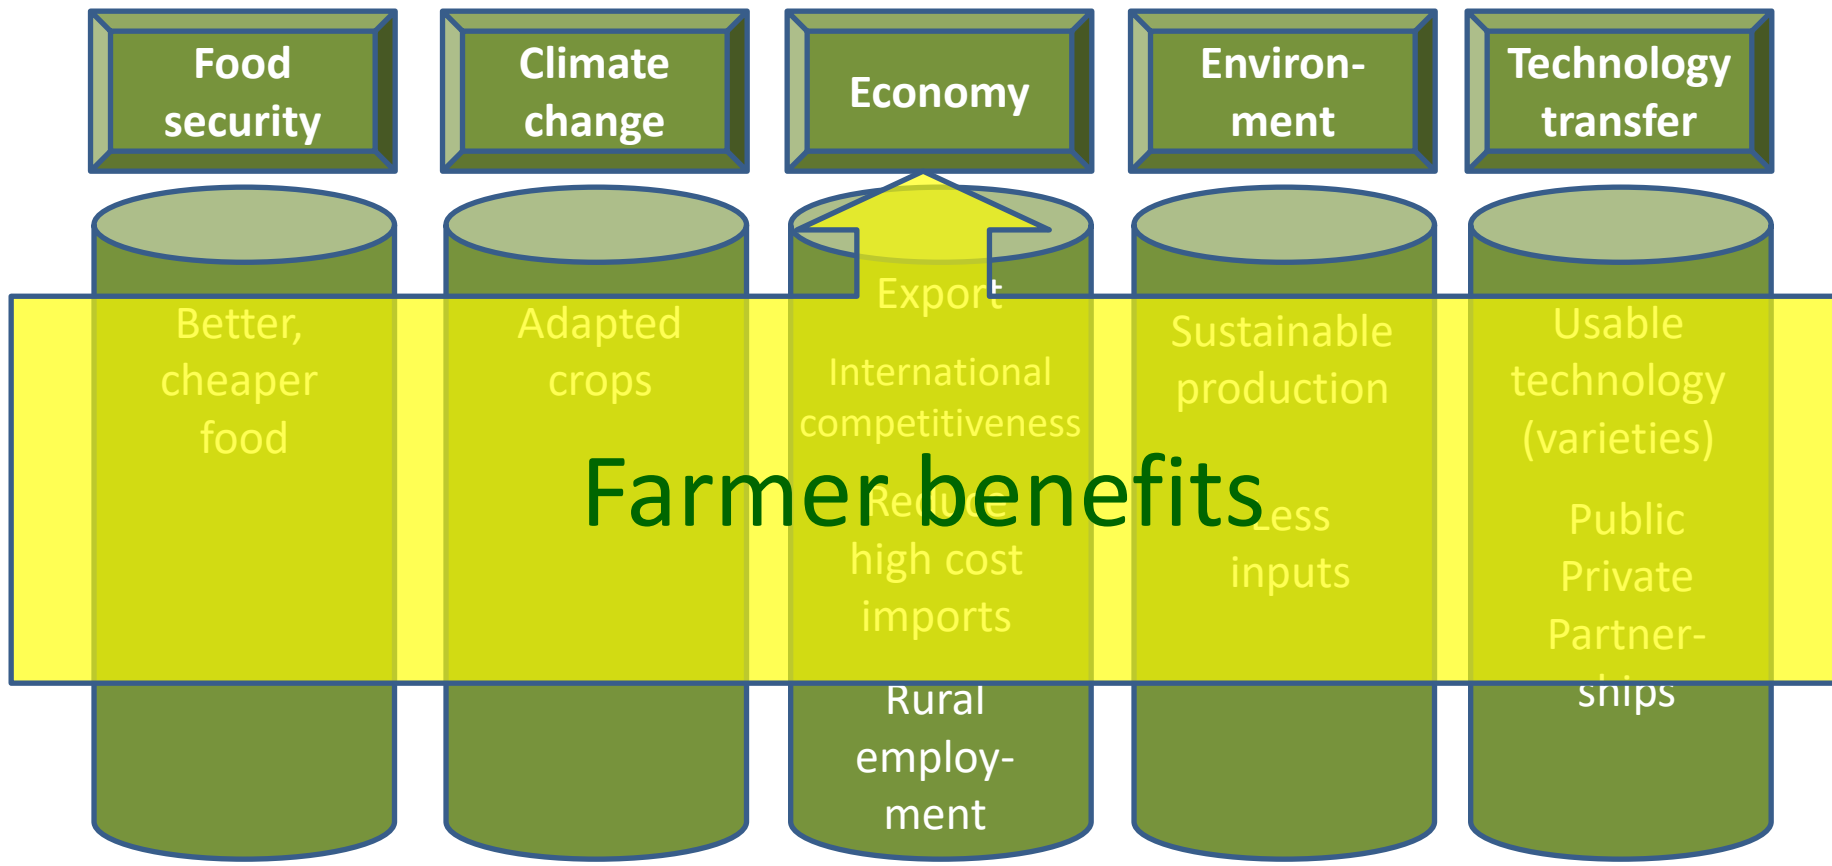 Food
security
Climate
change
Economy
Environ-
ment
Technology
transfer
Better,
cheaper
food
Adapted
crops
Export
International
competitiveness
Reduce
high cost
imports
Rural
employ-
ment
Sustainable
production
Less
inputs
Usable
technology
(varieties)
Public
Private
Partner-
ships
Farmer benefits